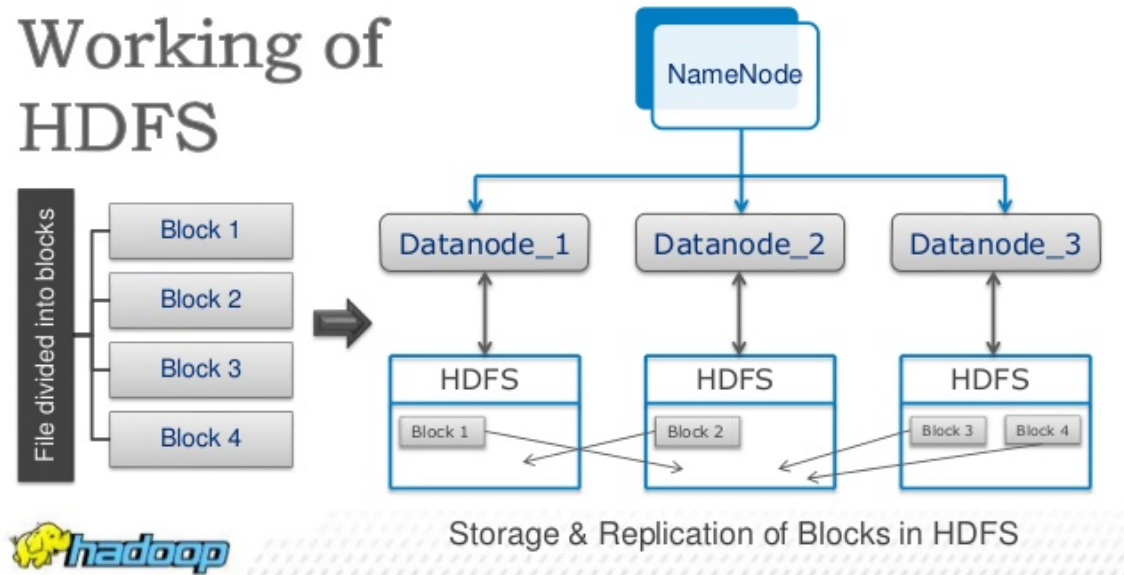 Working of
HDFS
NameNode
File divided into blocks
Block 1
Block 2
Block 3
Block 4
Datanode_1
Datanode_2
Datanode_3
HDFS
HDFS
HDFS
Block 1
Block 2
Block 3
Block 4
hadoop
Storage & Replication of Blocks in HDFS